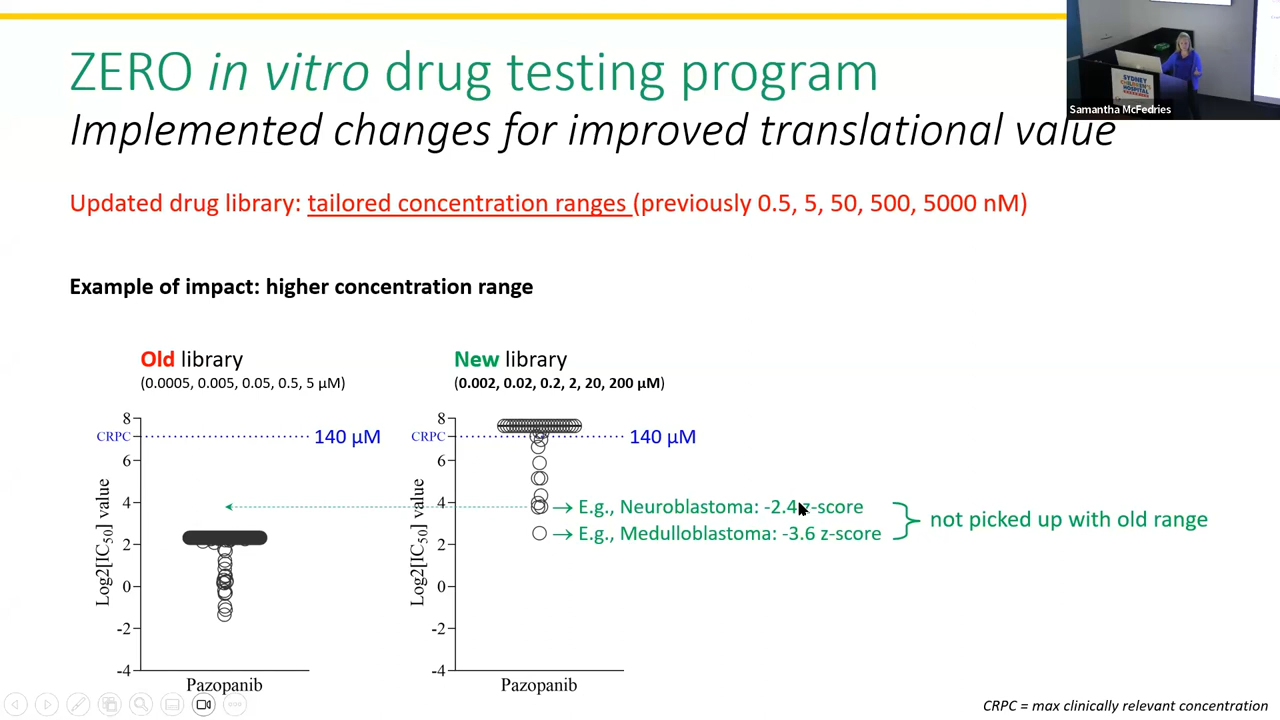 ZERO in vitro drug testing program
Implemented changes for improved translational value
SYDNEY
CHILDREN'S
HOSPITAL
Samantha McFedries
Updated drug library: tailored concentration ranges (previously 0.5, 5, 50, 500, 5000 nM)
Example of impact: higher concentration range
Old library
(0.0005, 0.005, 0.05, 0.5, 5 µM)
8
CRPC
140 µM
6
4
2
0
-2
-4
Log2[IC50] value
Pazopanib
New library
(0.002, 0.02, 0.2, 2, 20, 200 µM)
8
CRPC
140 µM
6
4
2
0
-2
-4
Log2[IC50] value
Pazopanib
→ E.g., Neuroblastoma: -2.4 z-score
→ E.g., Medulloblastoma: -3.6 z-score
not picked up with old range
CRPC = max clinically relevant concentration